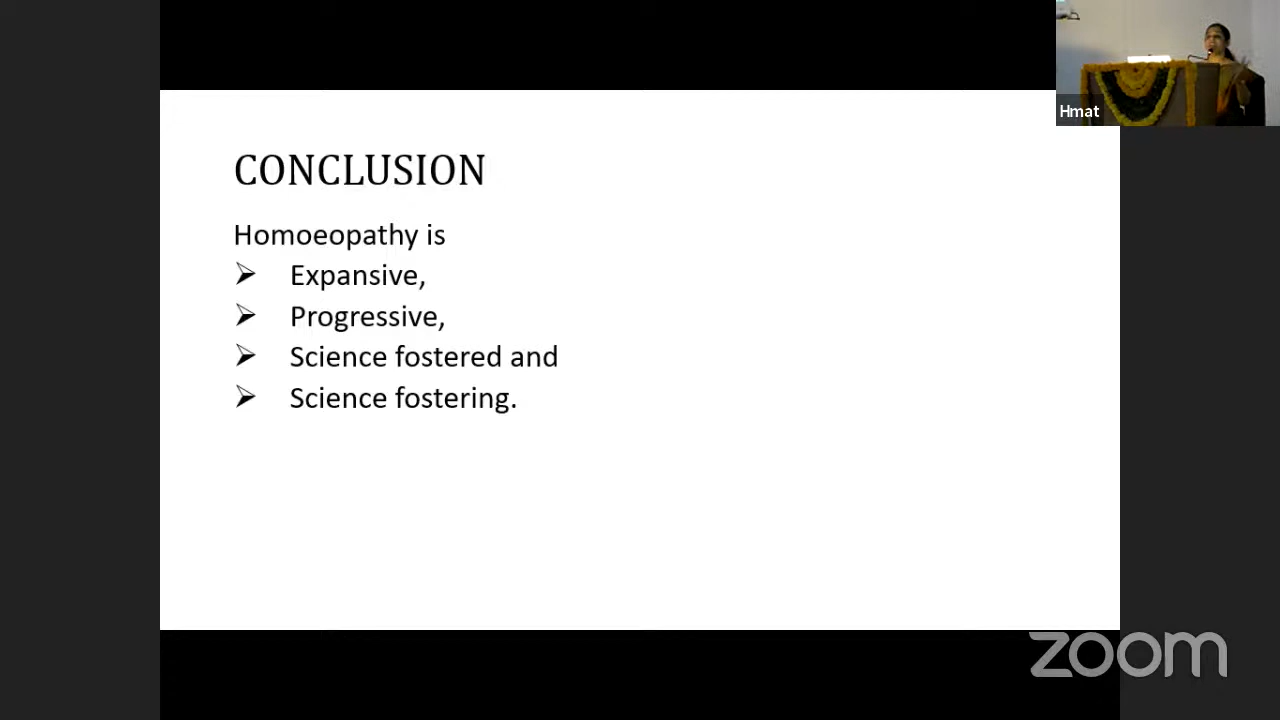 Hmat
CONCLUSION
Homoeopathy is
➢ Expansive,
➢ Progressive,
➢ Science fostered and
➢ Science fostering.
zoom